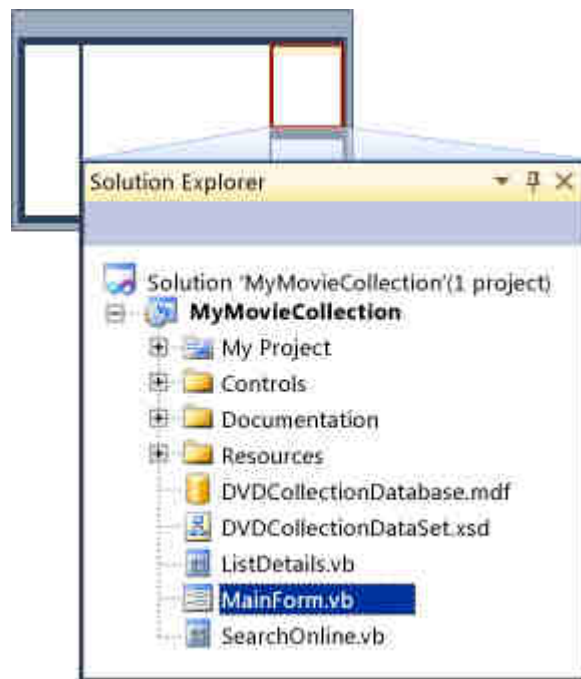 Solution Explorer
Solution 'MyMovieCollection'(1 project)
MyMovieCollection
My Project
Controls
Documentation
Resources
DVDCollectionDatabase.mdf
DVDCollectionDataSet.xsd
ListDetails.vb
MainForm.vb
SearchOnline.vb